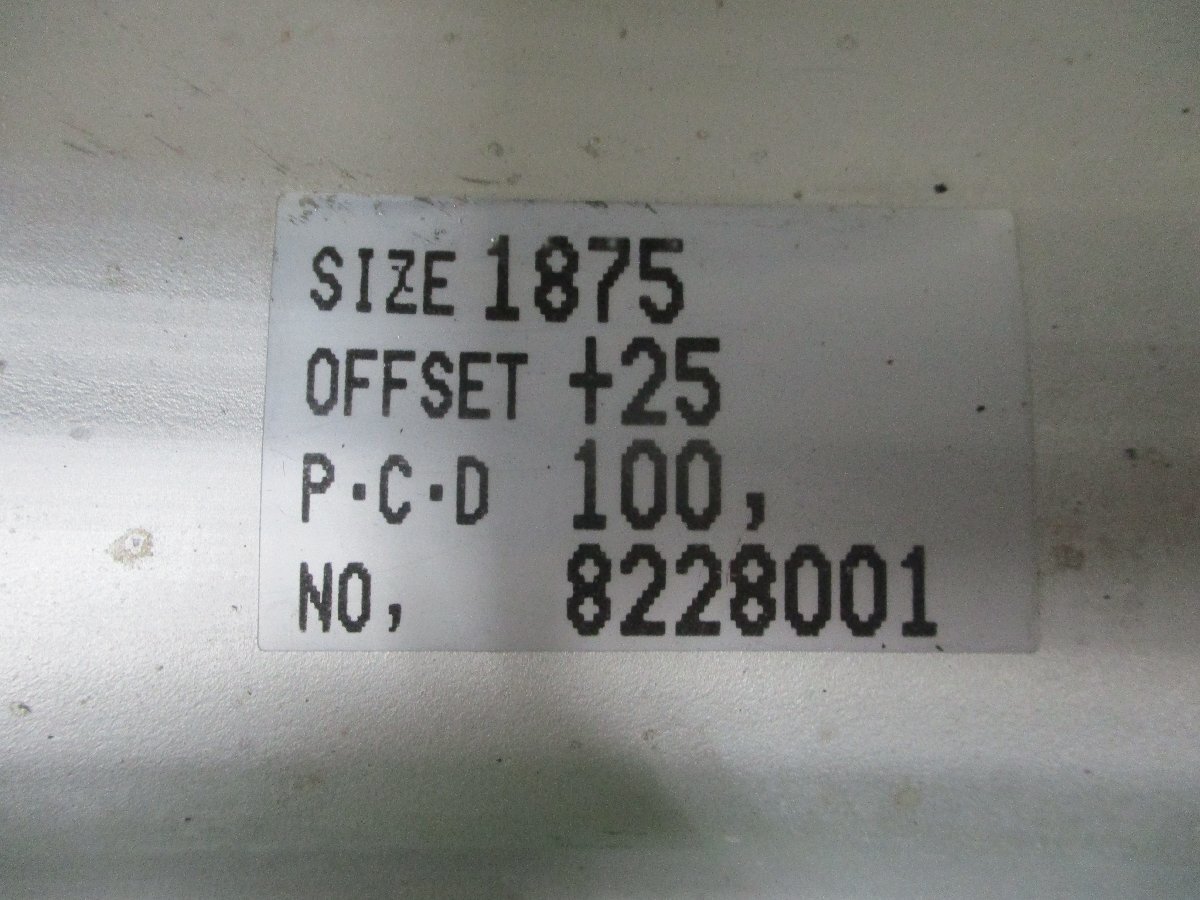 SIZE 1875
OFFSET +25
P·C·D 100,
NO, 8228001